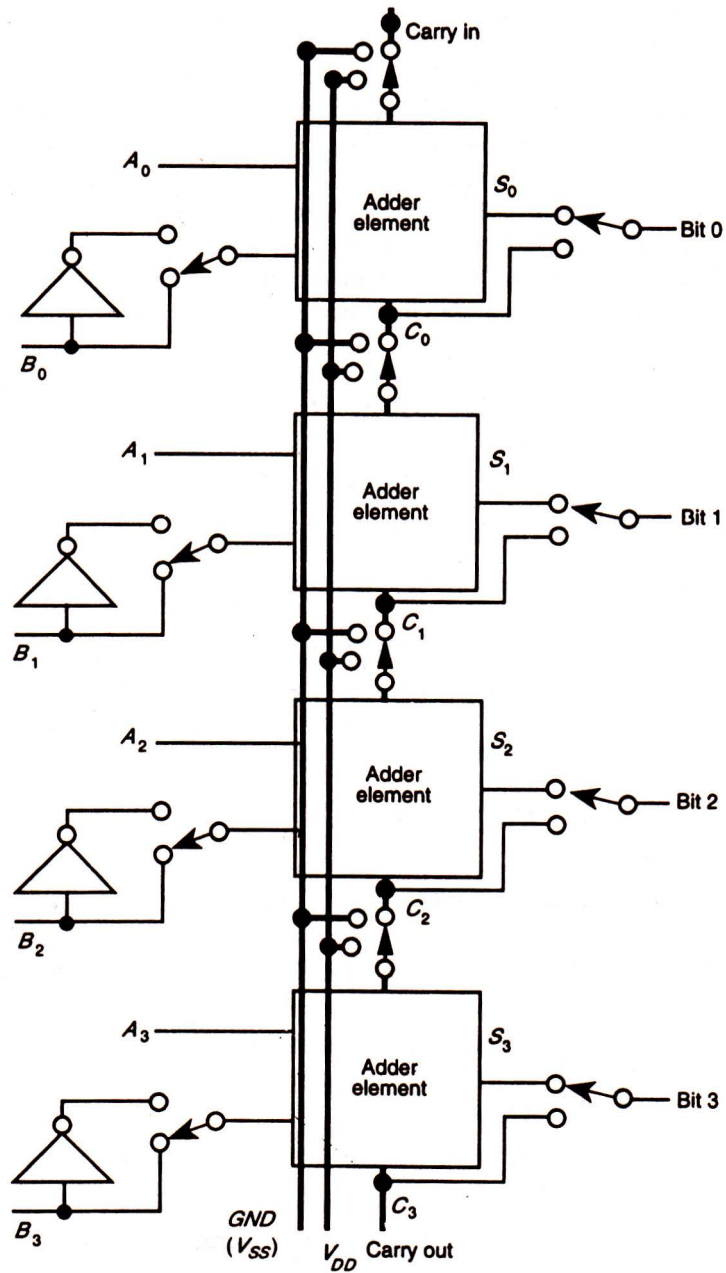 Carry in
A0
Adder
element
S0
Bit 0
B0
C0
A1
Adder
element
S1
Bit 1
B1
C1
A2
Adder
element
S2
Bit 2
B2
C2
A3
Adder
element
S3
Bit 3
B3
C3
GND
(VSS)
VDD
Carry out